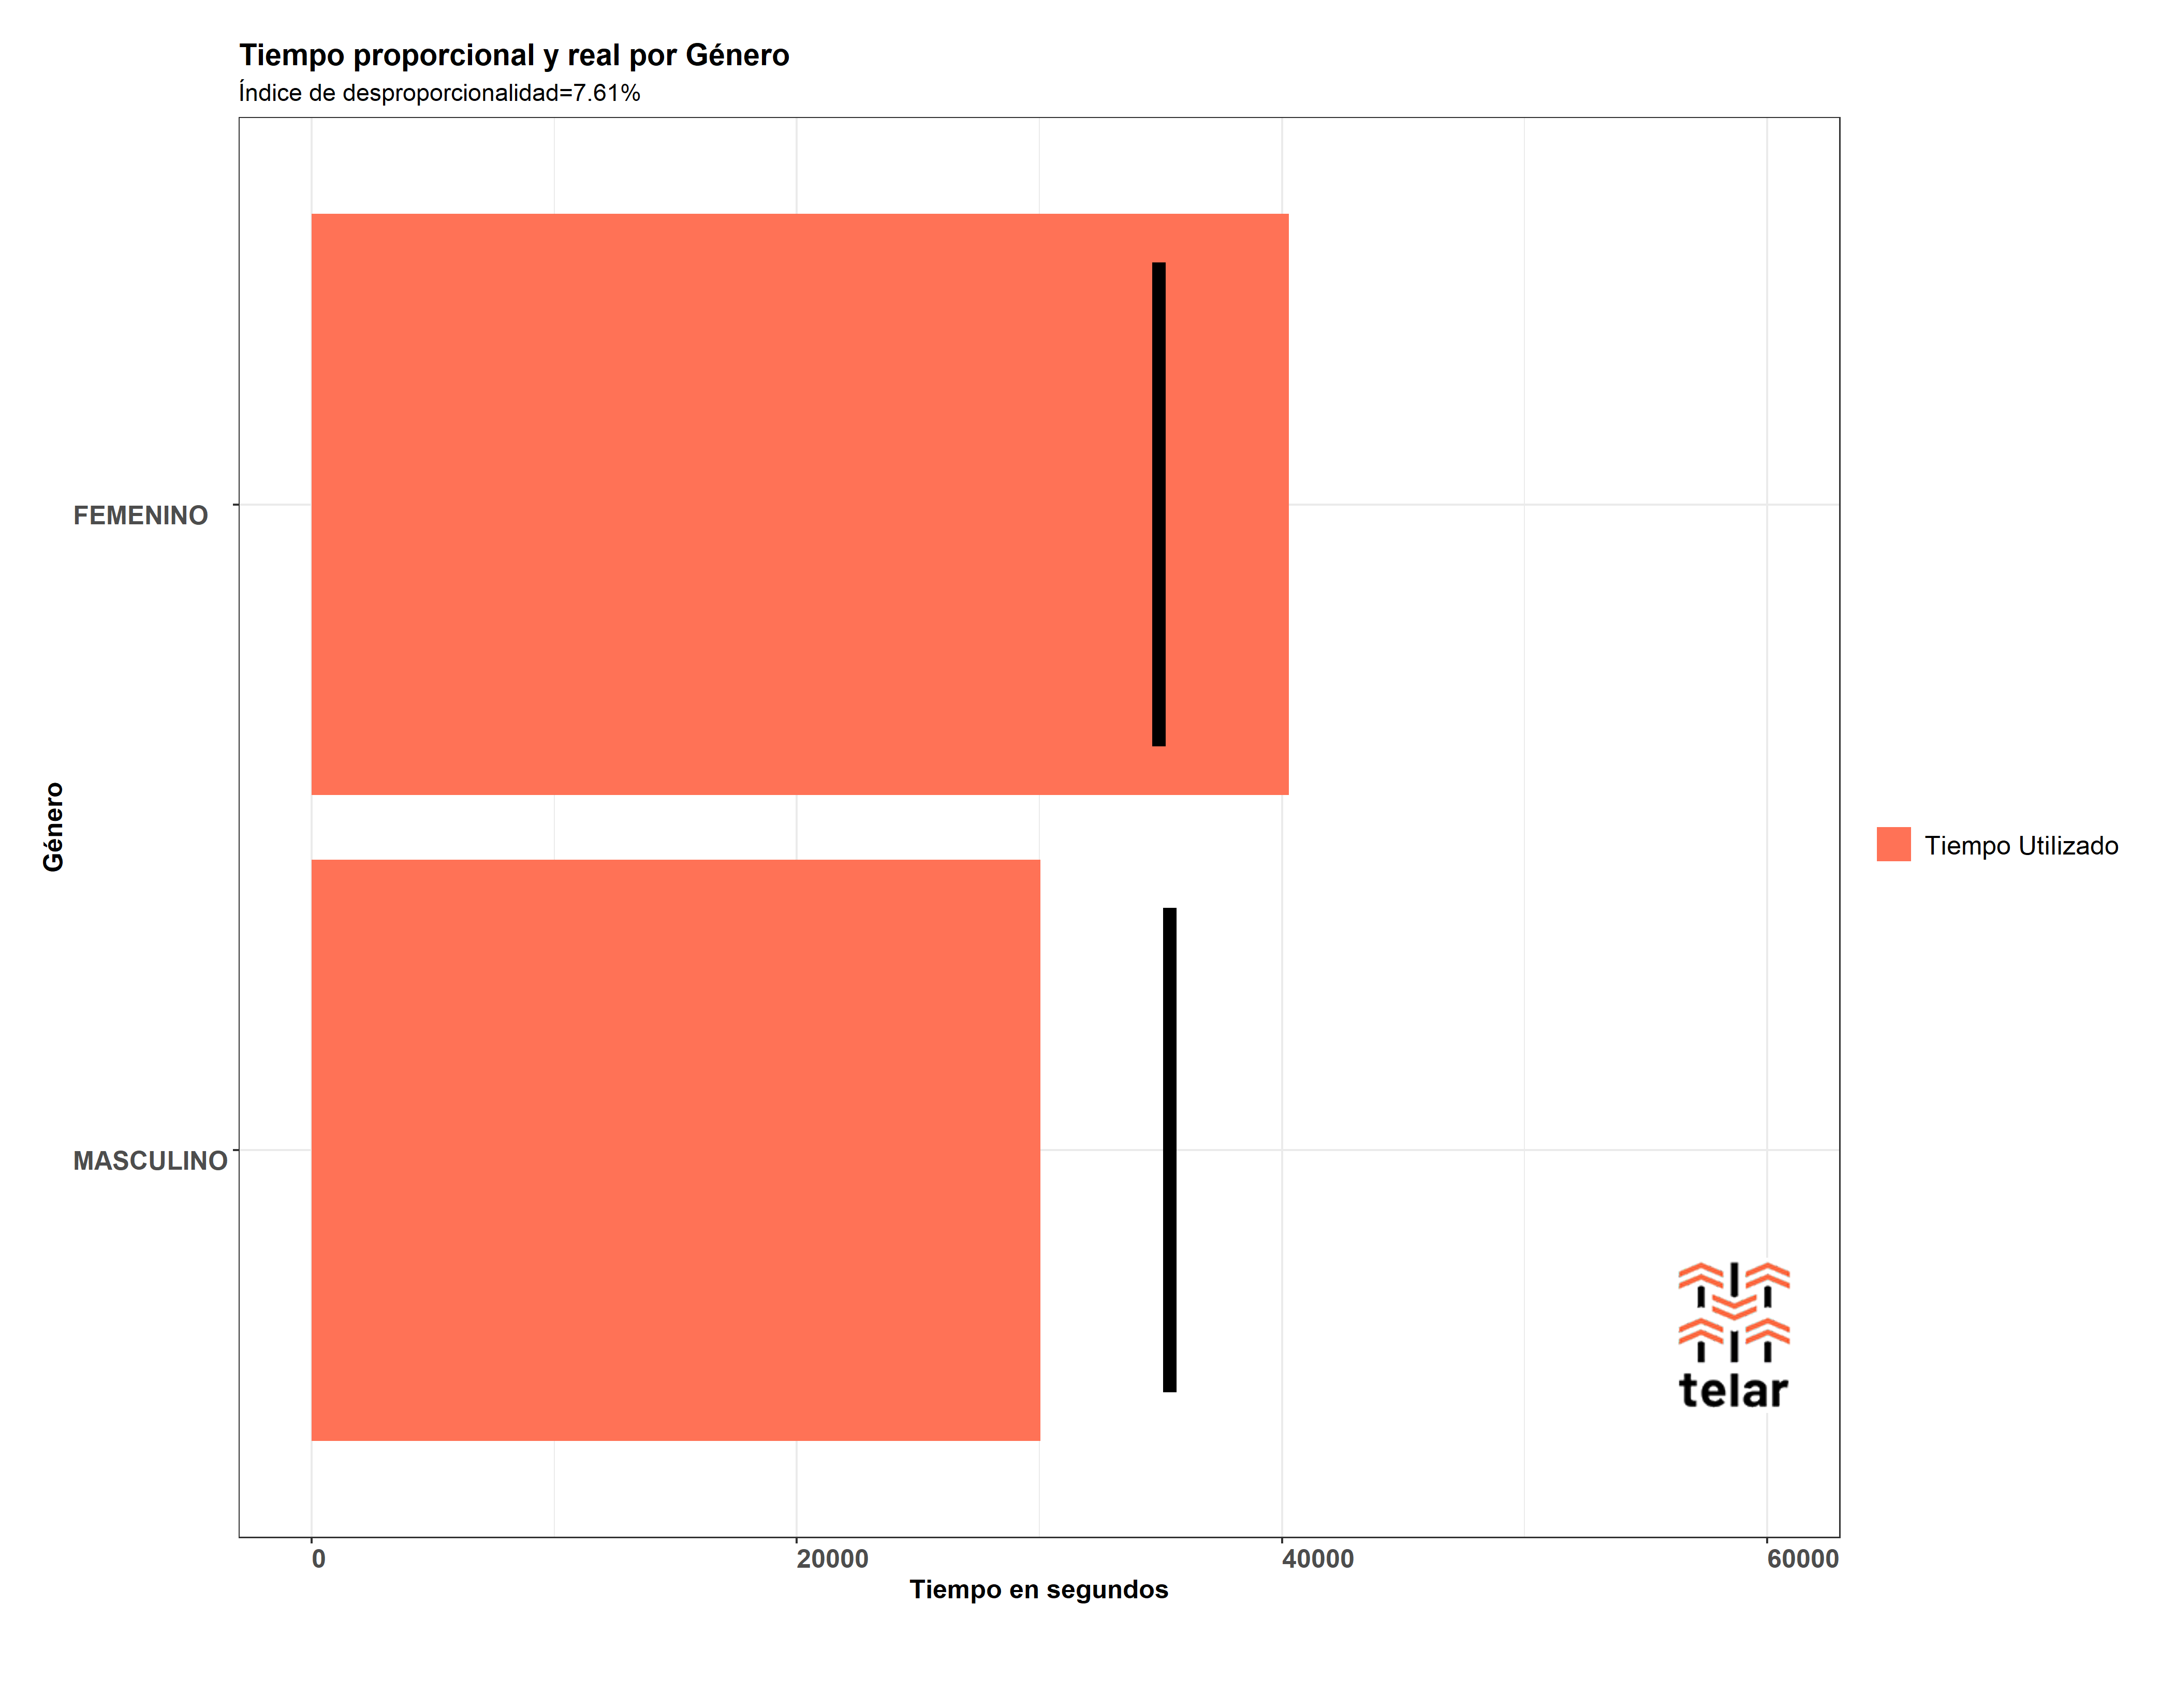 Tiempo proporcional y real por Género
Índice de desproporcionalidad=7.61%
FEMENINO
Género
MASCULINO
Tiempo Utilizado
telar
0 20000 40000 60000
Tiempo en segundos